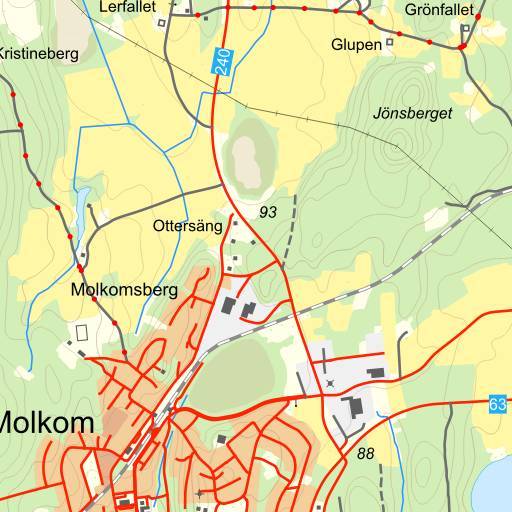 Lerfallet
Grönfallet
Kristineberg
Glupen
240
Jönsberget
93
Ottersäng
Molkomsberg
63
Molkom
88